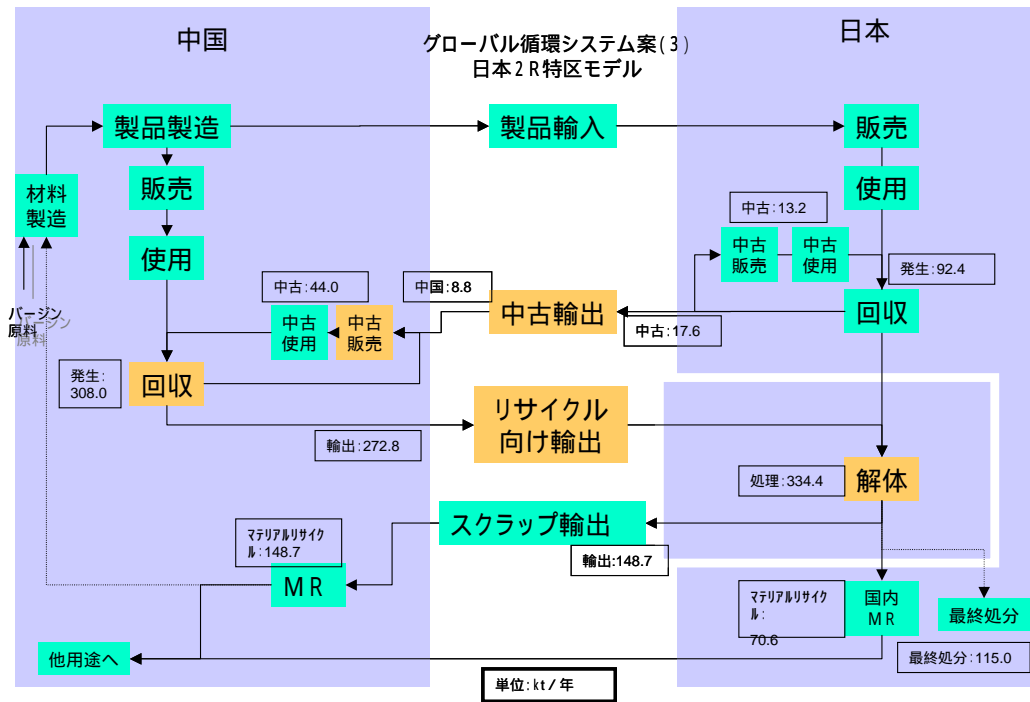 中国
グローバル循環システム案(3)
日本2R特区モデル
日本
製品製造
製品輸入
販売
材料
製造
販売
使用
使用
中古:13.2
中古
販売
中古
使用
発生:92.4
バージン
原料
バージン
原料
中古:44.0
中国:8.8
中古
使用
中古
販売
中古輸出
中古:17.6
回収
発生:
308.0
回収
リサイクル
向け輸出
輸出:272.8
処理:334.4
解体
スクラップ輸出
輸出:148.7
マテリアルリサイク
ル:148.7
MR
マテリアルリサイク
ル:
70.6
国内
MR
最終処分
他用途へ
最終処分:115.0
単位:kt/年